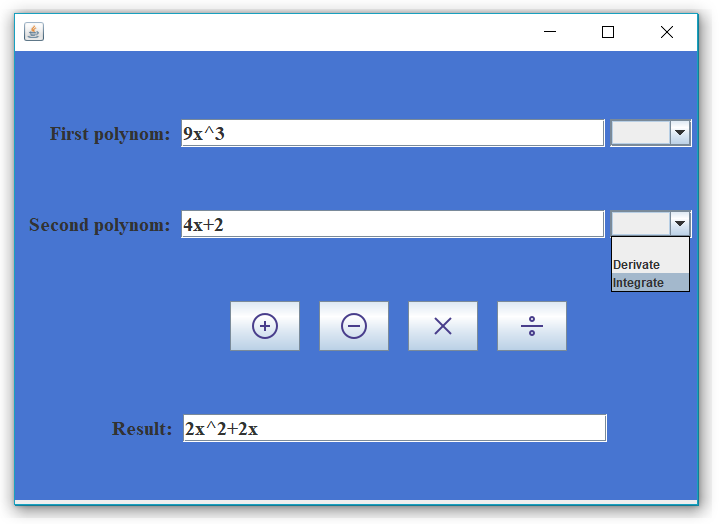 First polynom: 9x^3
Second polynom: 4x+2
Derivate
Integrate
Result: 2x^2+2x